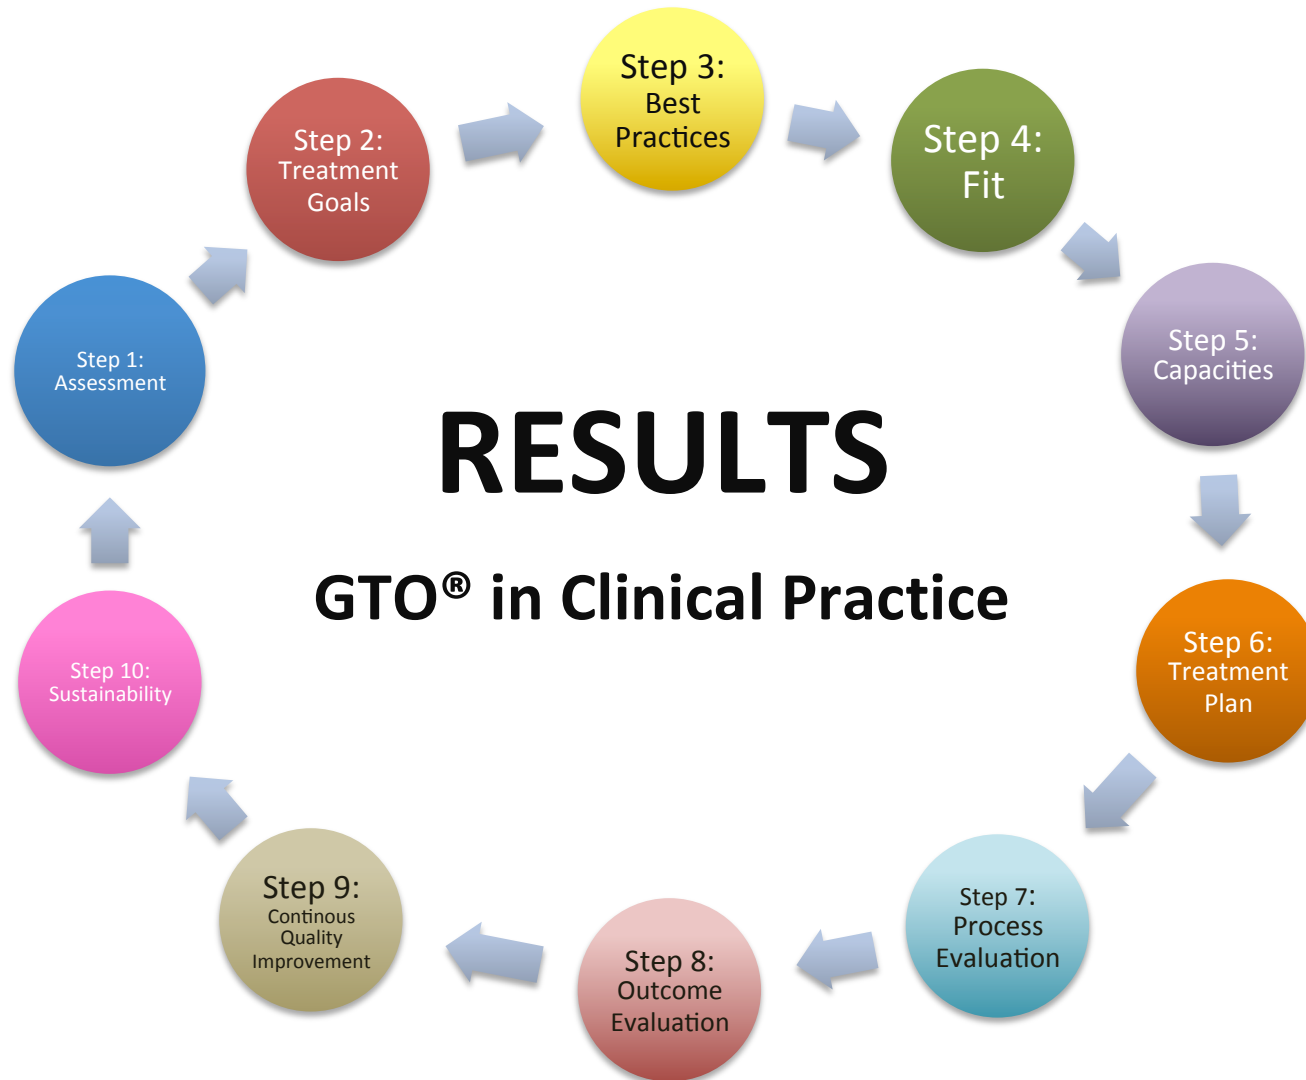 Step 3:
Best
Practices
Step 2:
Treatment
Goals
Step 4:
Fit
Step 1:
Assessment
Step 5:
Capacities
RESULTS
GTO® in Clinical Practice
Step 10:
Sustainability
Step 6:
Treatment
Plan
Step 9:
Continous
Quality
Improvement
Step 8:
Outcome
Evaluation
Step 7:
Process
Evaluation